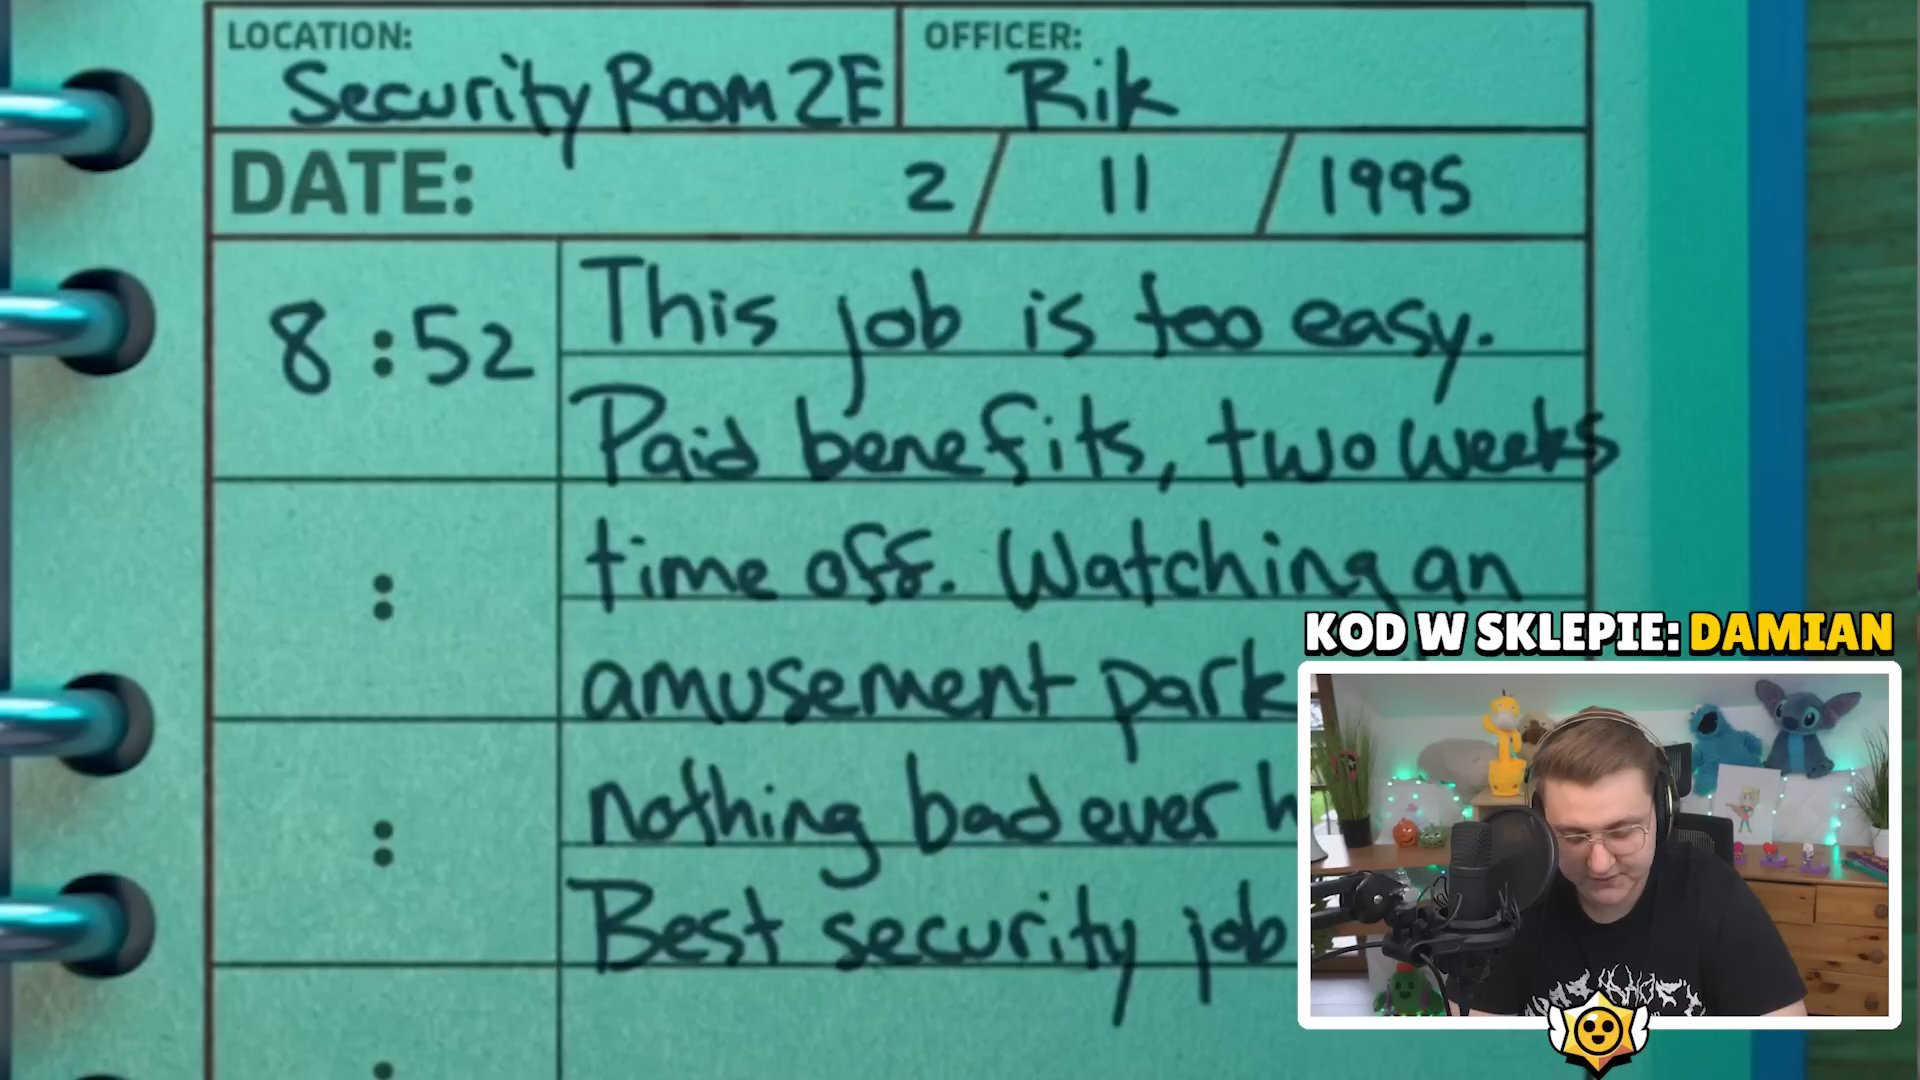 LOCATION:
Security Room 2E
OFFICER:
Rik
DATE: 2 / 11 / 1995
8:52
This job is too easy.
Paid benefits, two weeks
time off. Watching an
amusement park
nothing bad ever
Best security job
KOD W SKLEPIE: DAMIAN